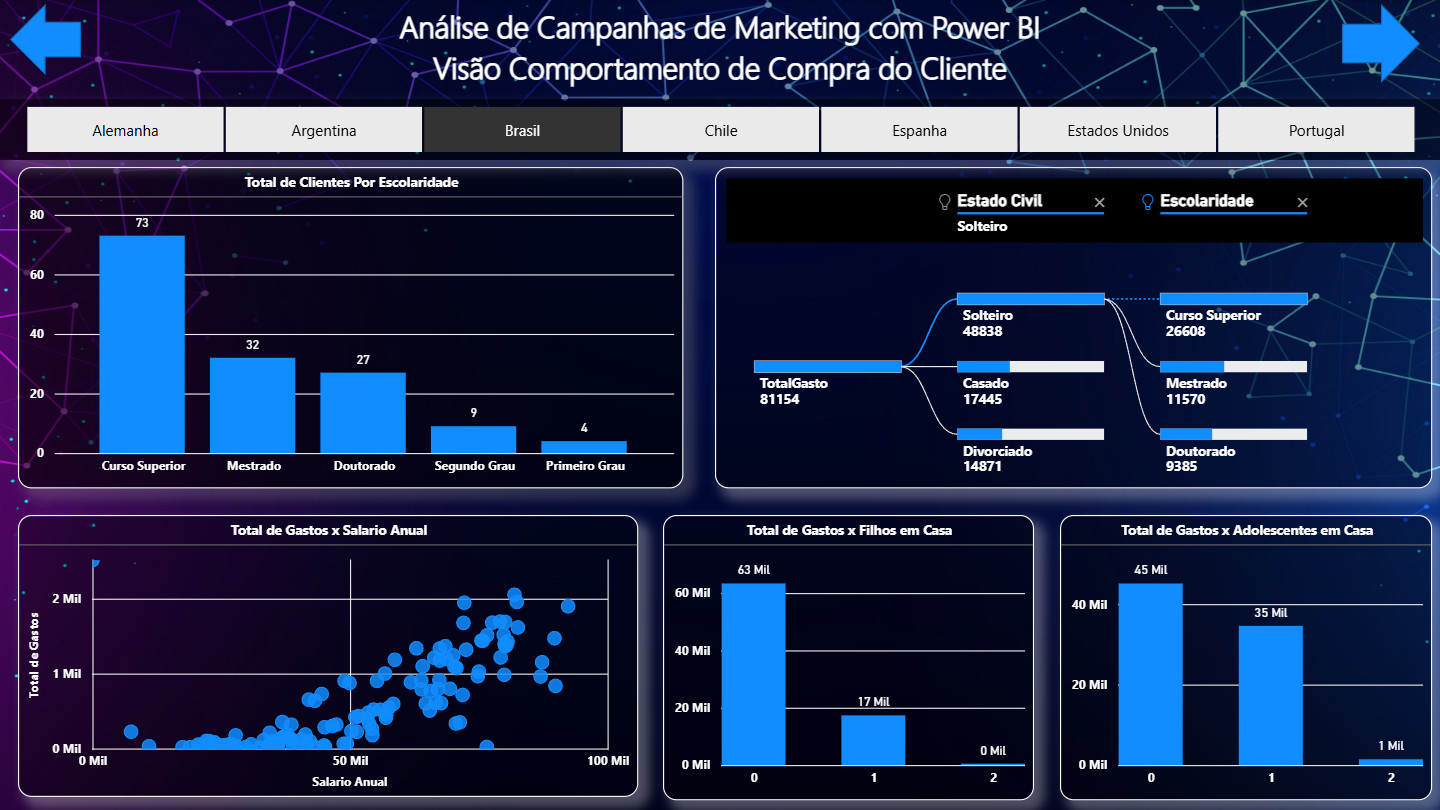 Análise de Campanhas de Marketing com Power BI
Visão Comportamento de Compra do Cliente
Alemanha
Argentina
Brasil
Chile
Espanha
Estados Unidos
Portugal
Total de Clientes Por Escolaridade
80
60
40
20
0
73
32
27
9
4
Curso Superior
Mestrado
Doutorado
Segundo Grau
Primeiro Grau
Estado Civil
Solteiro
Escolaridade
TotalGasto
81154
Solteiro
48838
Casado
17445
Divorciado
14871
Curso Superior
26608
Mestrado
11570
Doutorado
9385
Total de Gastos x Salario Anual
Total de Gastos
2 Mil
1 Mil
0 Mil
0 Mil
50 Mil
100 Mil
Salario Anual
Total de Gastos x Filhos em Casa
60 Mil
40 Mil
20 Mil
0 Mil
63 Mil
17 Mil
0 Mil
0
1
2
Total de Gastos x Adolescentes em Casa
40 Mil
20 Mil
0 Mil
45 Mil
35 Mil
1 Mil
0
1
2